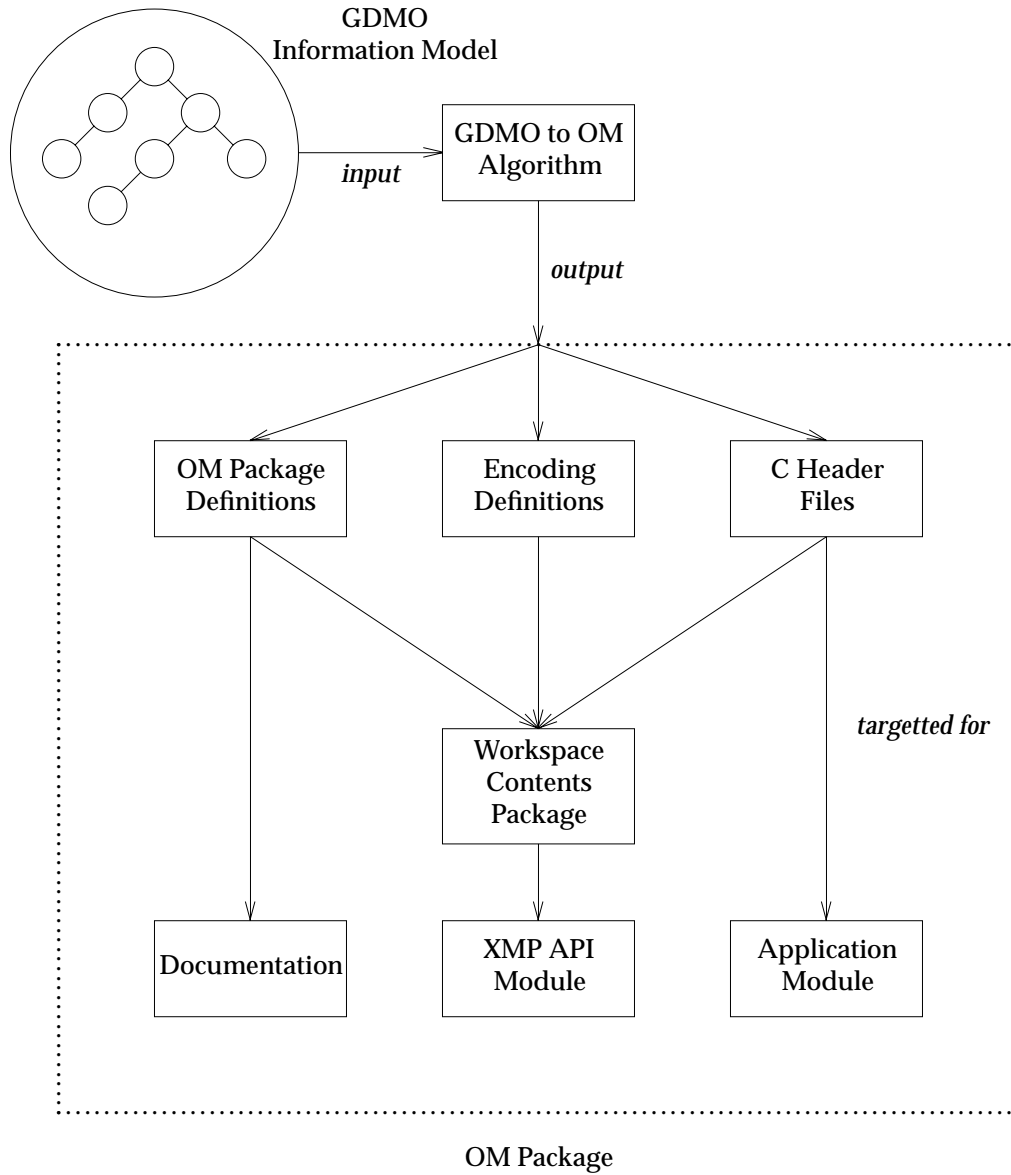 GDMO
Information Model
GDMO to OM
Algorithm
input
output
OM Package
Definitions
Encoding
Definitions
C Header
Files
targetted for
Workspace
Contents
Package
Documentation
XMP API
Module
Application
Module
OM Package